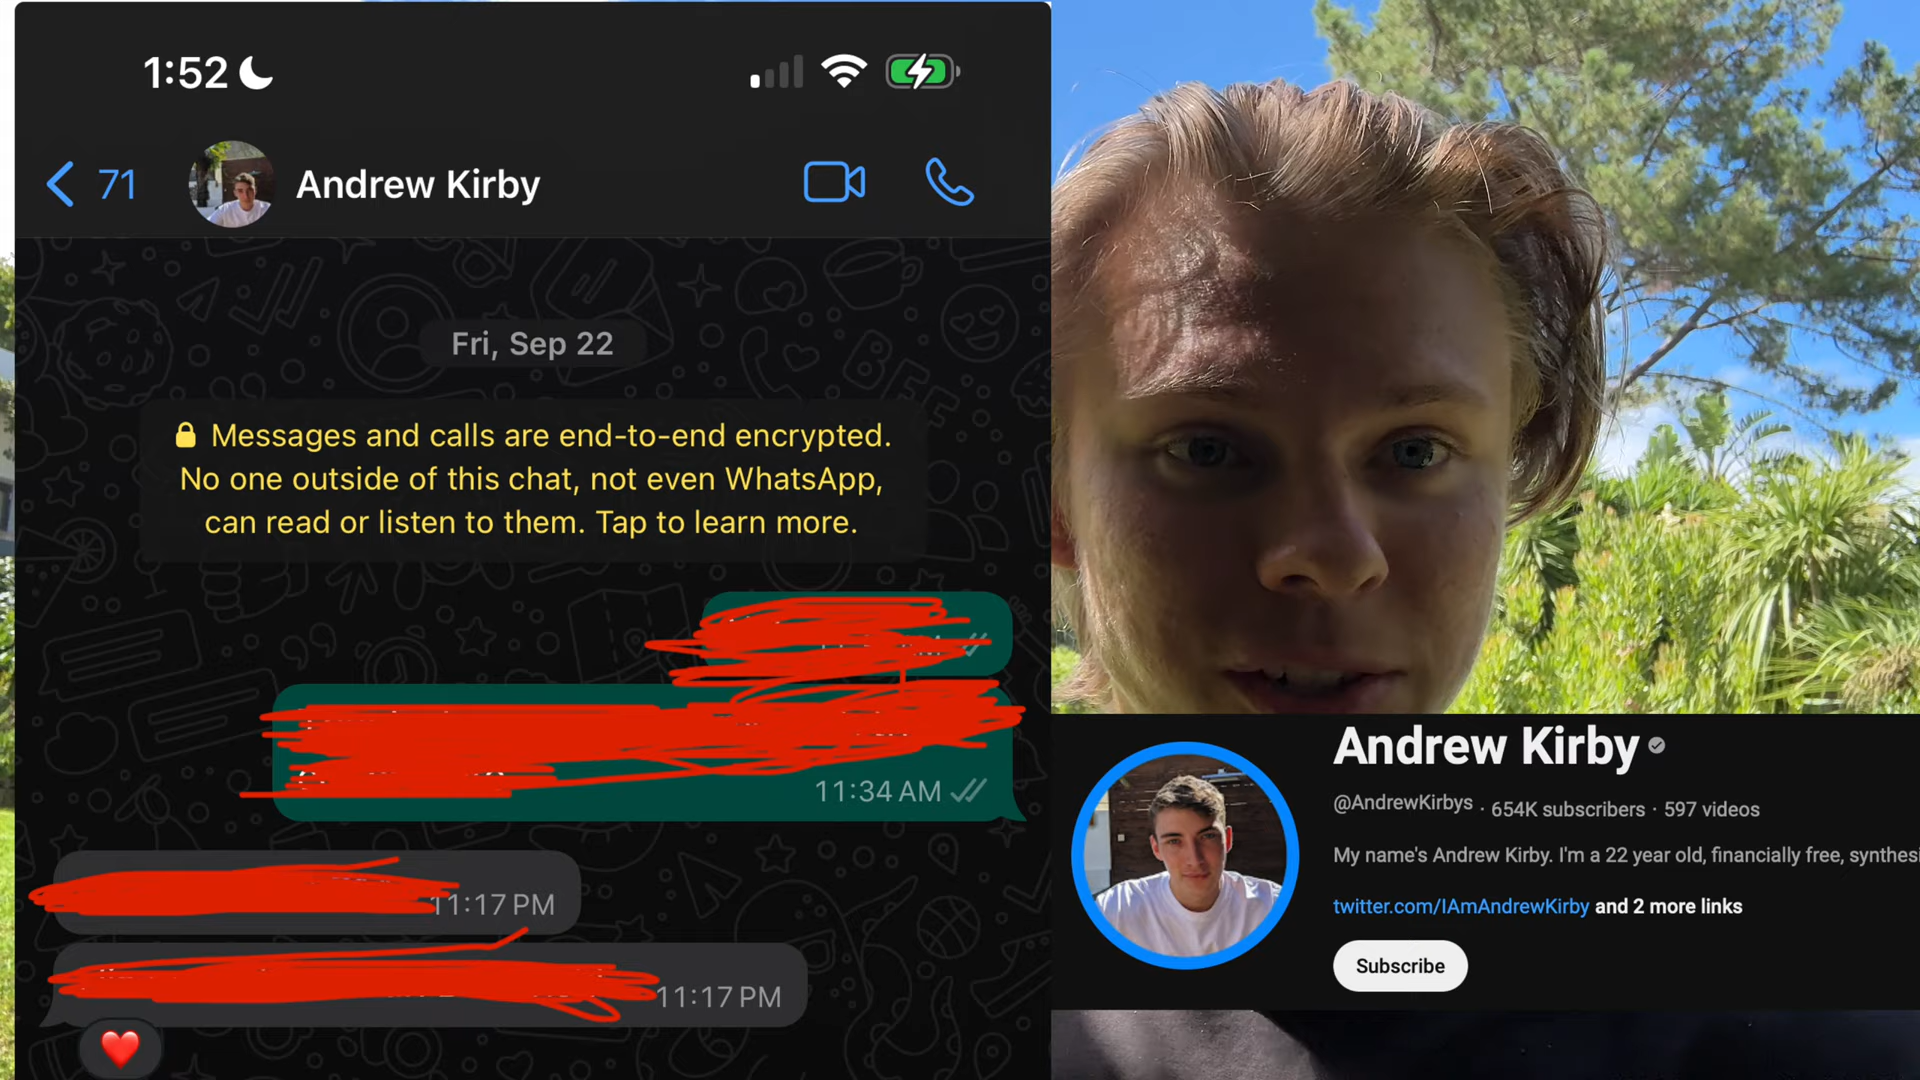 1:52
71
Andrew Kirby
Fri, Sep 22
Messages and calls are end-to-end encrypted.
No one outside of this chat, not even WhatsApp,
can read or listen to them. Tap to learn more.
11:34 AM
11:17 PM
11:17 PM
Andrew Kirby
@AndrewKirbys · 654K subscribers · 597 videos
My name's Andrew Kirby. I'm a 22 year old, financially free,
twitter.com/IAmAndrewKirby and 2 more links
Subscribe